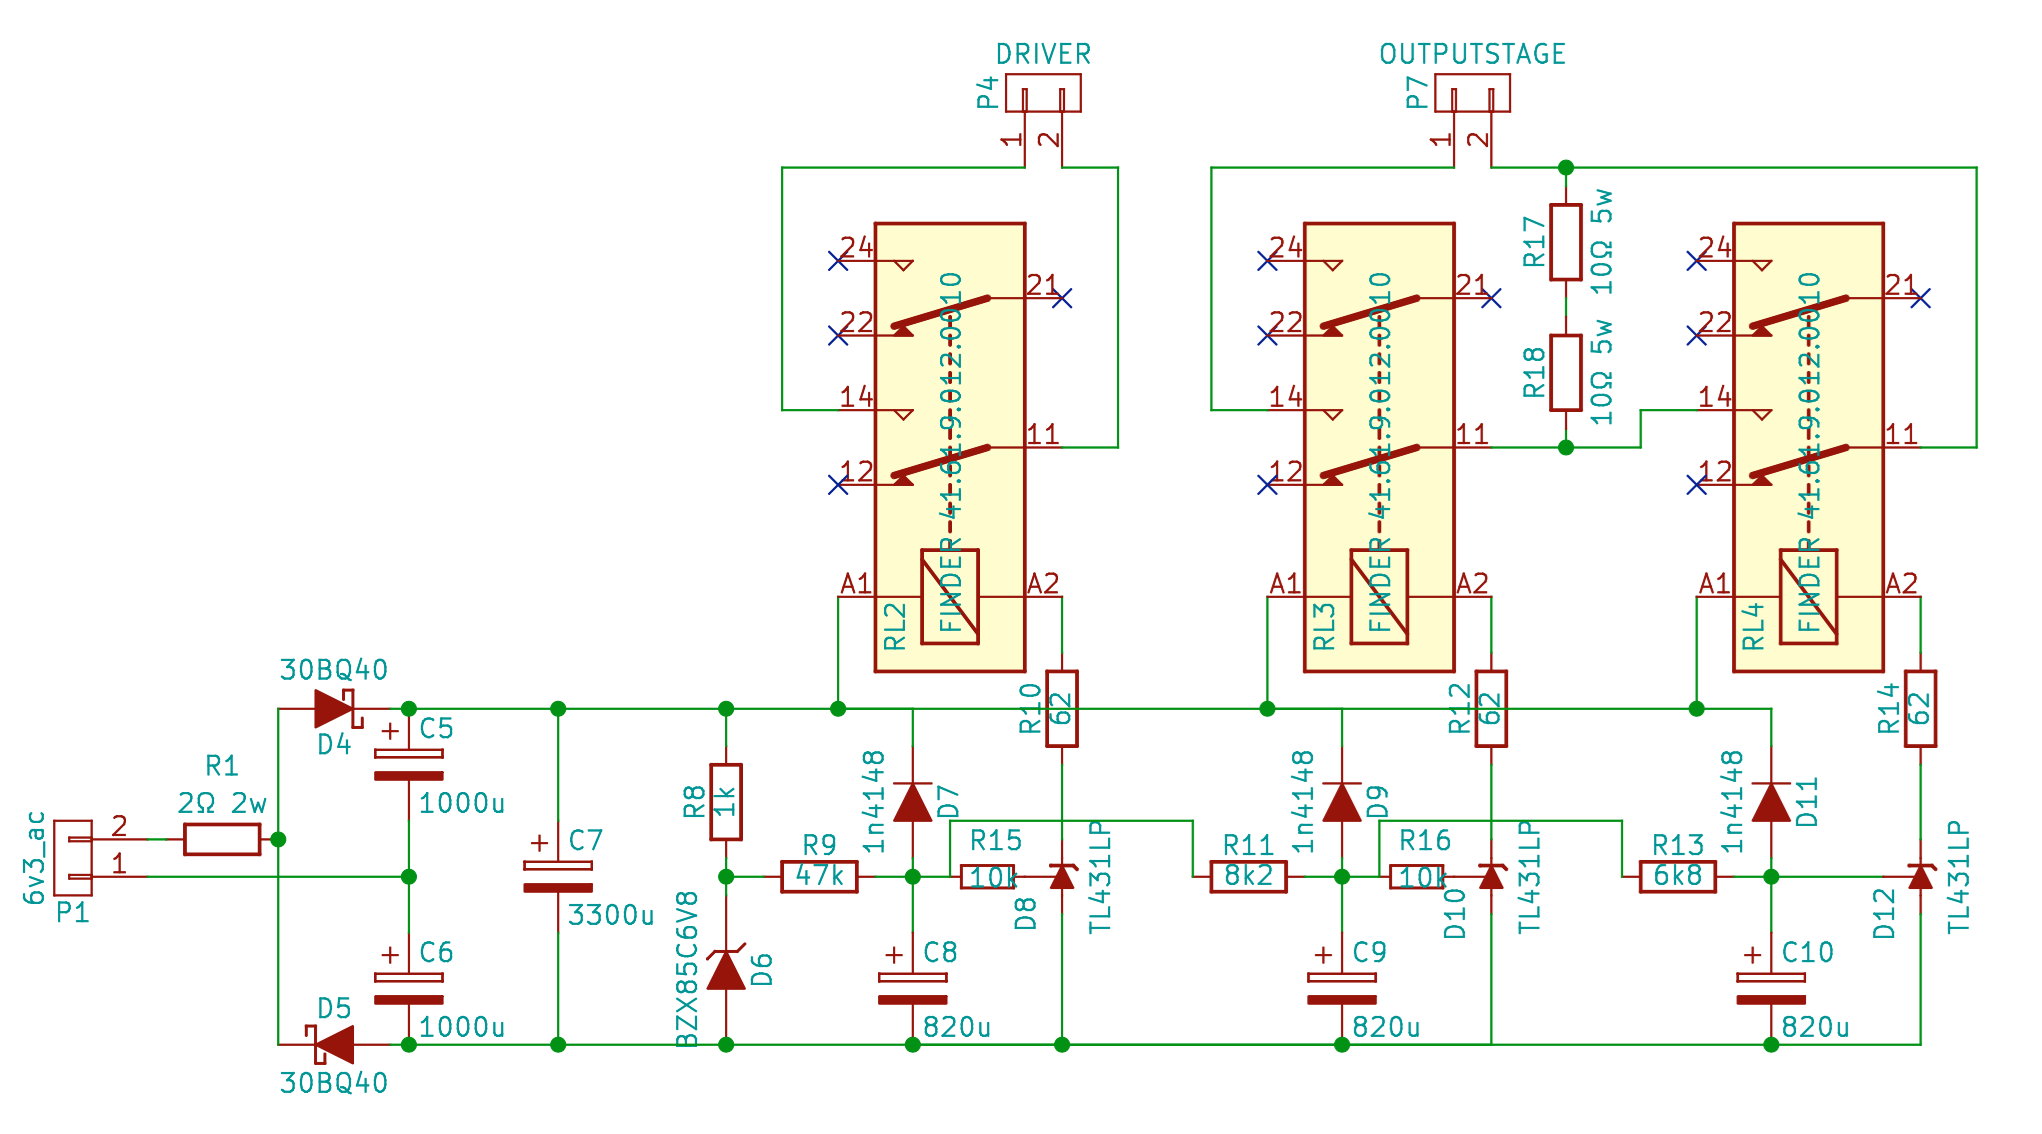 DRIVER
P4
1
2
OUTPUTSTAGE
P7
1
2
24
21
22
14
11
12
A1
A2
RL2
FINDER-41.61.9.012.0010
24
21
22
14
11
12
A1
A2
RL3
FINDER-41.61.9.012.0010
R17
10Ω 5w
R18
10Ω 5w
24
21
22
14
11
12
A1
A2
RL4
FINDER-41.61.9.012.0010
30BQ40
D4
R1
2Ω 2w
6v3_ac
P1
2
1
+
C5
1000u
+
C6
1000u
D5
30BQ40
+
C7
3300u
R8
1k
BZX85C6V8
D6
R9
47k
1n4148
D7
+
C8
820u
R10
62
R15
10k
D8
TL431LP
R11
8k2
1n4148
D9
+
C9
820u
R12
62
R16
10k
D10
TL431LP
R13
6k8
1n4148
D11
+
C10
820u
R14
62
D12
TL431LP